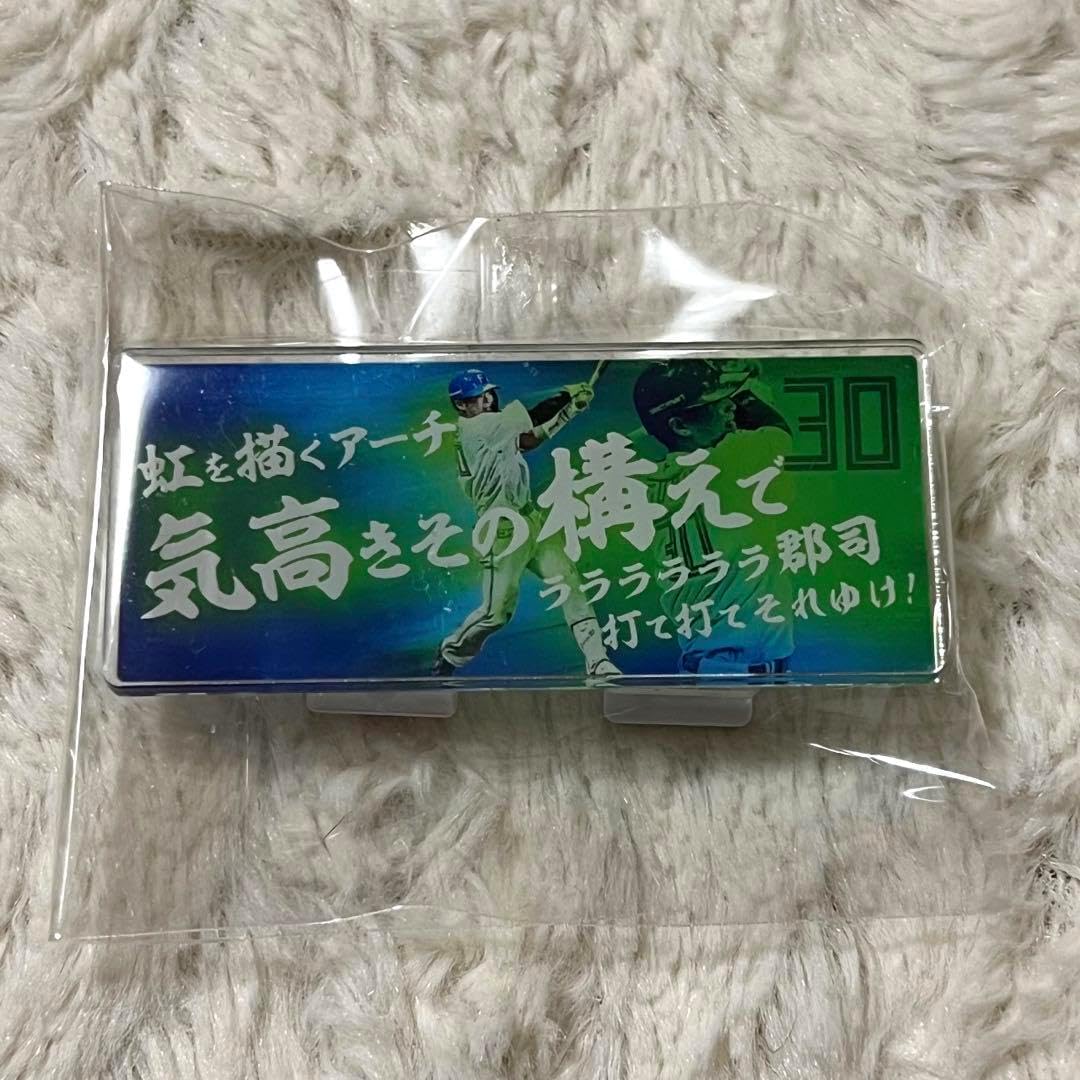 虹を描くアーチ
30
気高きその構えで
ララララララ郡司
打て打てそれゆけ!